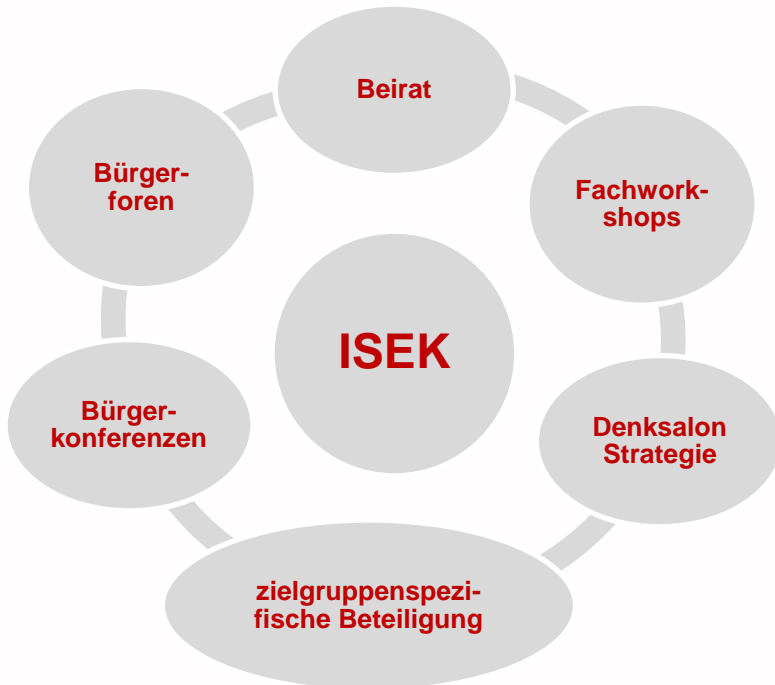 Beirat
Fachwork-
shops
Denksalon
Strategie
zielgruppenspezi-
fische Beteiligung
Bürger-
konferenzen
Bürger-
foren
ISEK